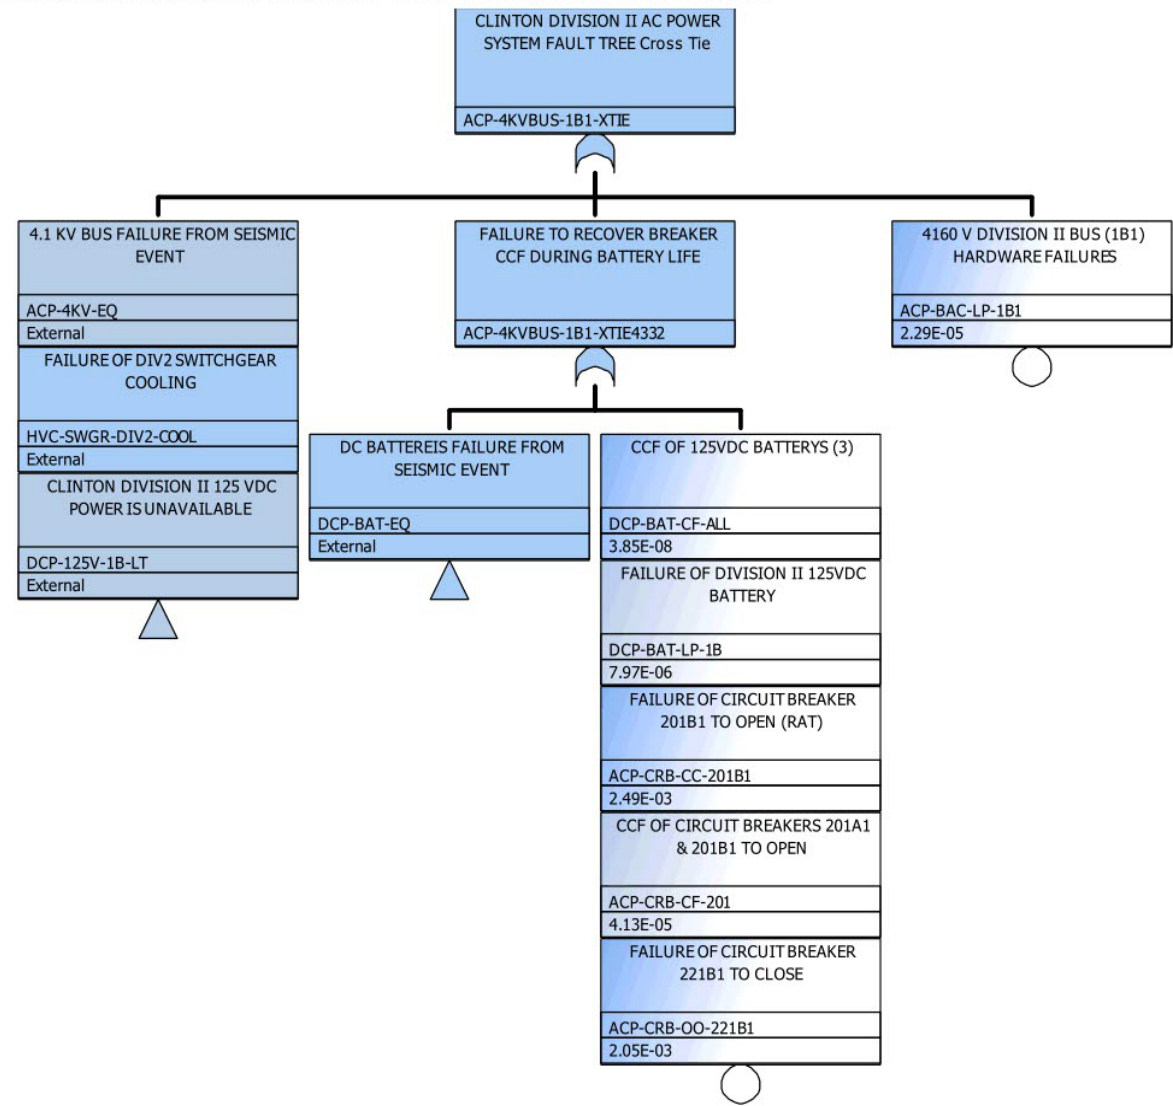 CLINTON DIVISION II AC POWER
SYSTEM FAULT TREE Cross Tie
ACP-4KVBUS-1B1-XTIE
4.1 KV BUS FAILURE FROM SEISMIC
EVENT
ACP-4KV-EQ
External
FAILURE OF DIV2 SWITCHGEAR
COOLING
HVC-SWGR-DIV2-COOL
External
CLINTON DIVISION II 125 VDC
POWER IS UNAVAILABLE
DCP-125V-1B-LT
External
FAILURE TO RECOVER BREAKER
CCF DURING BATTERY LIFE
ACP-4KVBUS-1B1-XTIE4332
4160 V DIVISION II BUS (1B1)
HARDWARE FAILURES
ACP-BAC-LP-1B1
2.29E-05
DC BATTEREIS FAILURE FROM
SEISMIC EVENT
DCP-BAT-EQ
External
CCF OF 125VDC BATTERYS (3)
DCP-BAT-CF-ALL
3.85E-08
FAILURE OF DIVISION II 125VDC
BATTERY
DCP-BAT-LP-1B
7.97E-06
FAILURE OF CIRCUIT BREAKER
201B1 TO OPEN (RAT)
ACP-CRB-CC-201B1
2.49E-03
CCF OF CIRCUIT BREAKERS 201A1
& 201B1 TO OPEN
ACP-CRB-CF-201
4.13E-05
FAILURE OF CIRCUIT BREAKER
221B1 TO CLOSE
ACP-CRB-OO-221B1
2.05E-03